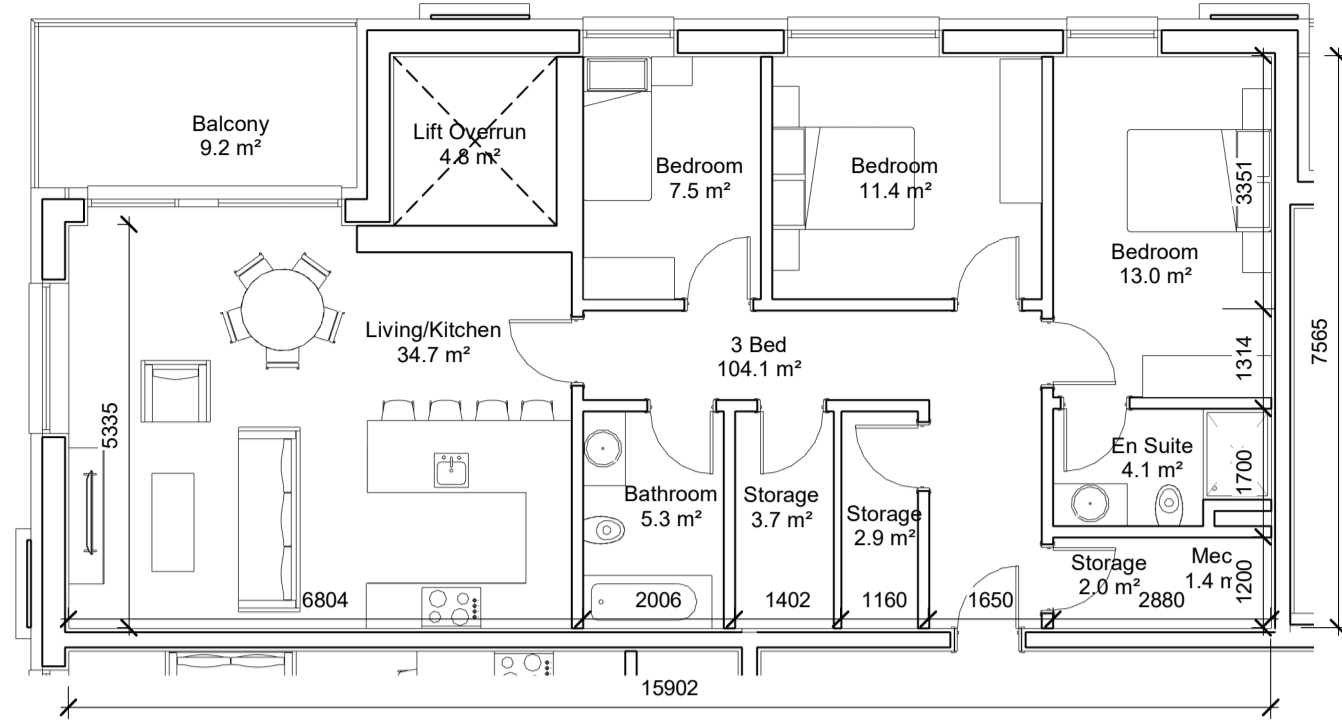 Balcony
9.2 m²
Lift Overrun
4.8 m²
Bedroom
7.5 m²
Bedroom
11.4 m²
Bedroom
13.0 m²
3351
1314
7565
Living/Kitchen
34.7 m²
3 Bed
104.1 m²
5335
Bathroom
5.3 m²
Storage
3.7 m²
Storage
2.9 m²
En Suite
4.1 m²
1700
Storage
2.0 m²
Mec
1.4 m
1200
6804
2006
1402
1160
1650
2880
15902